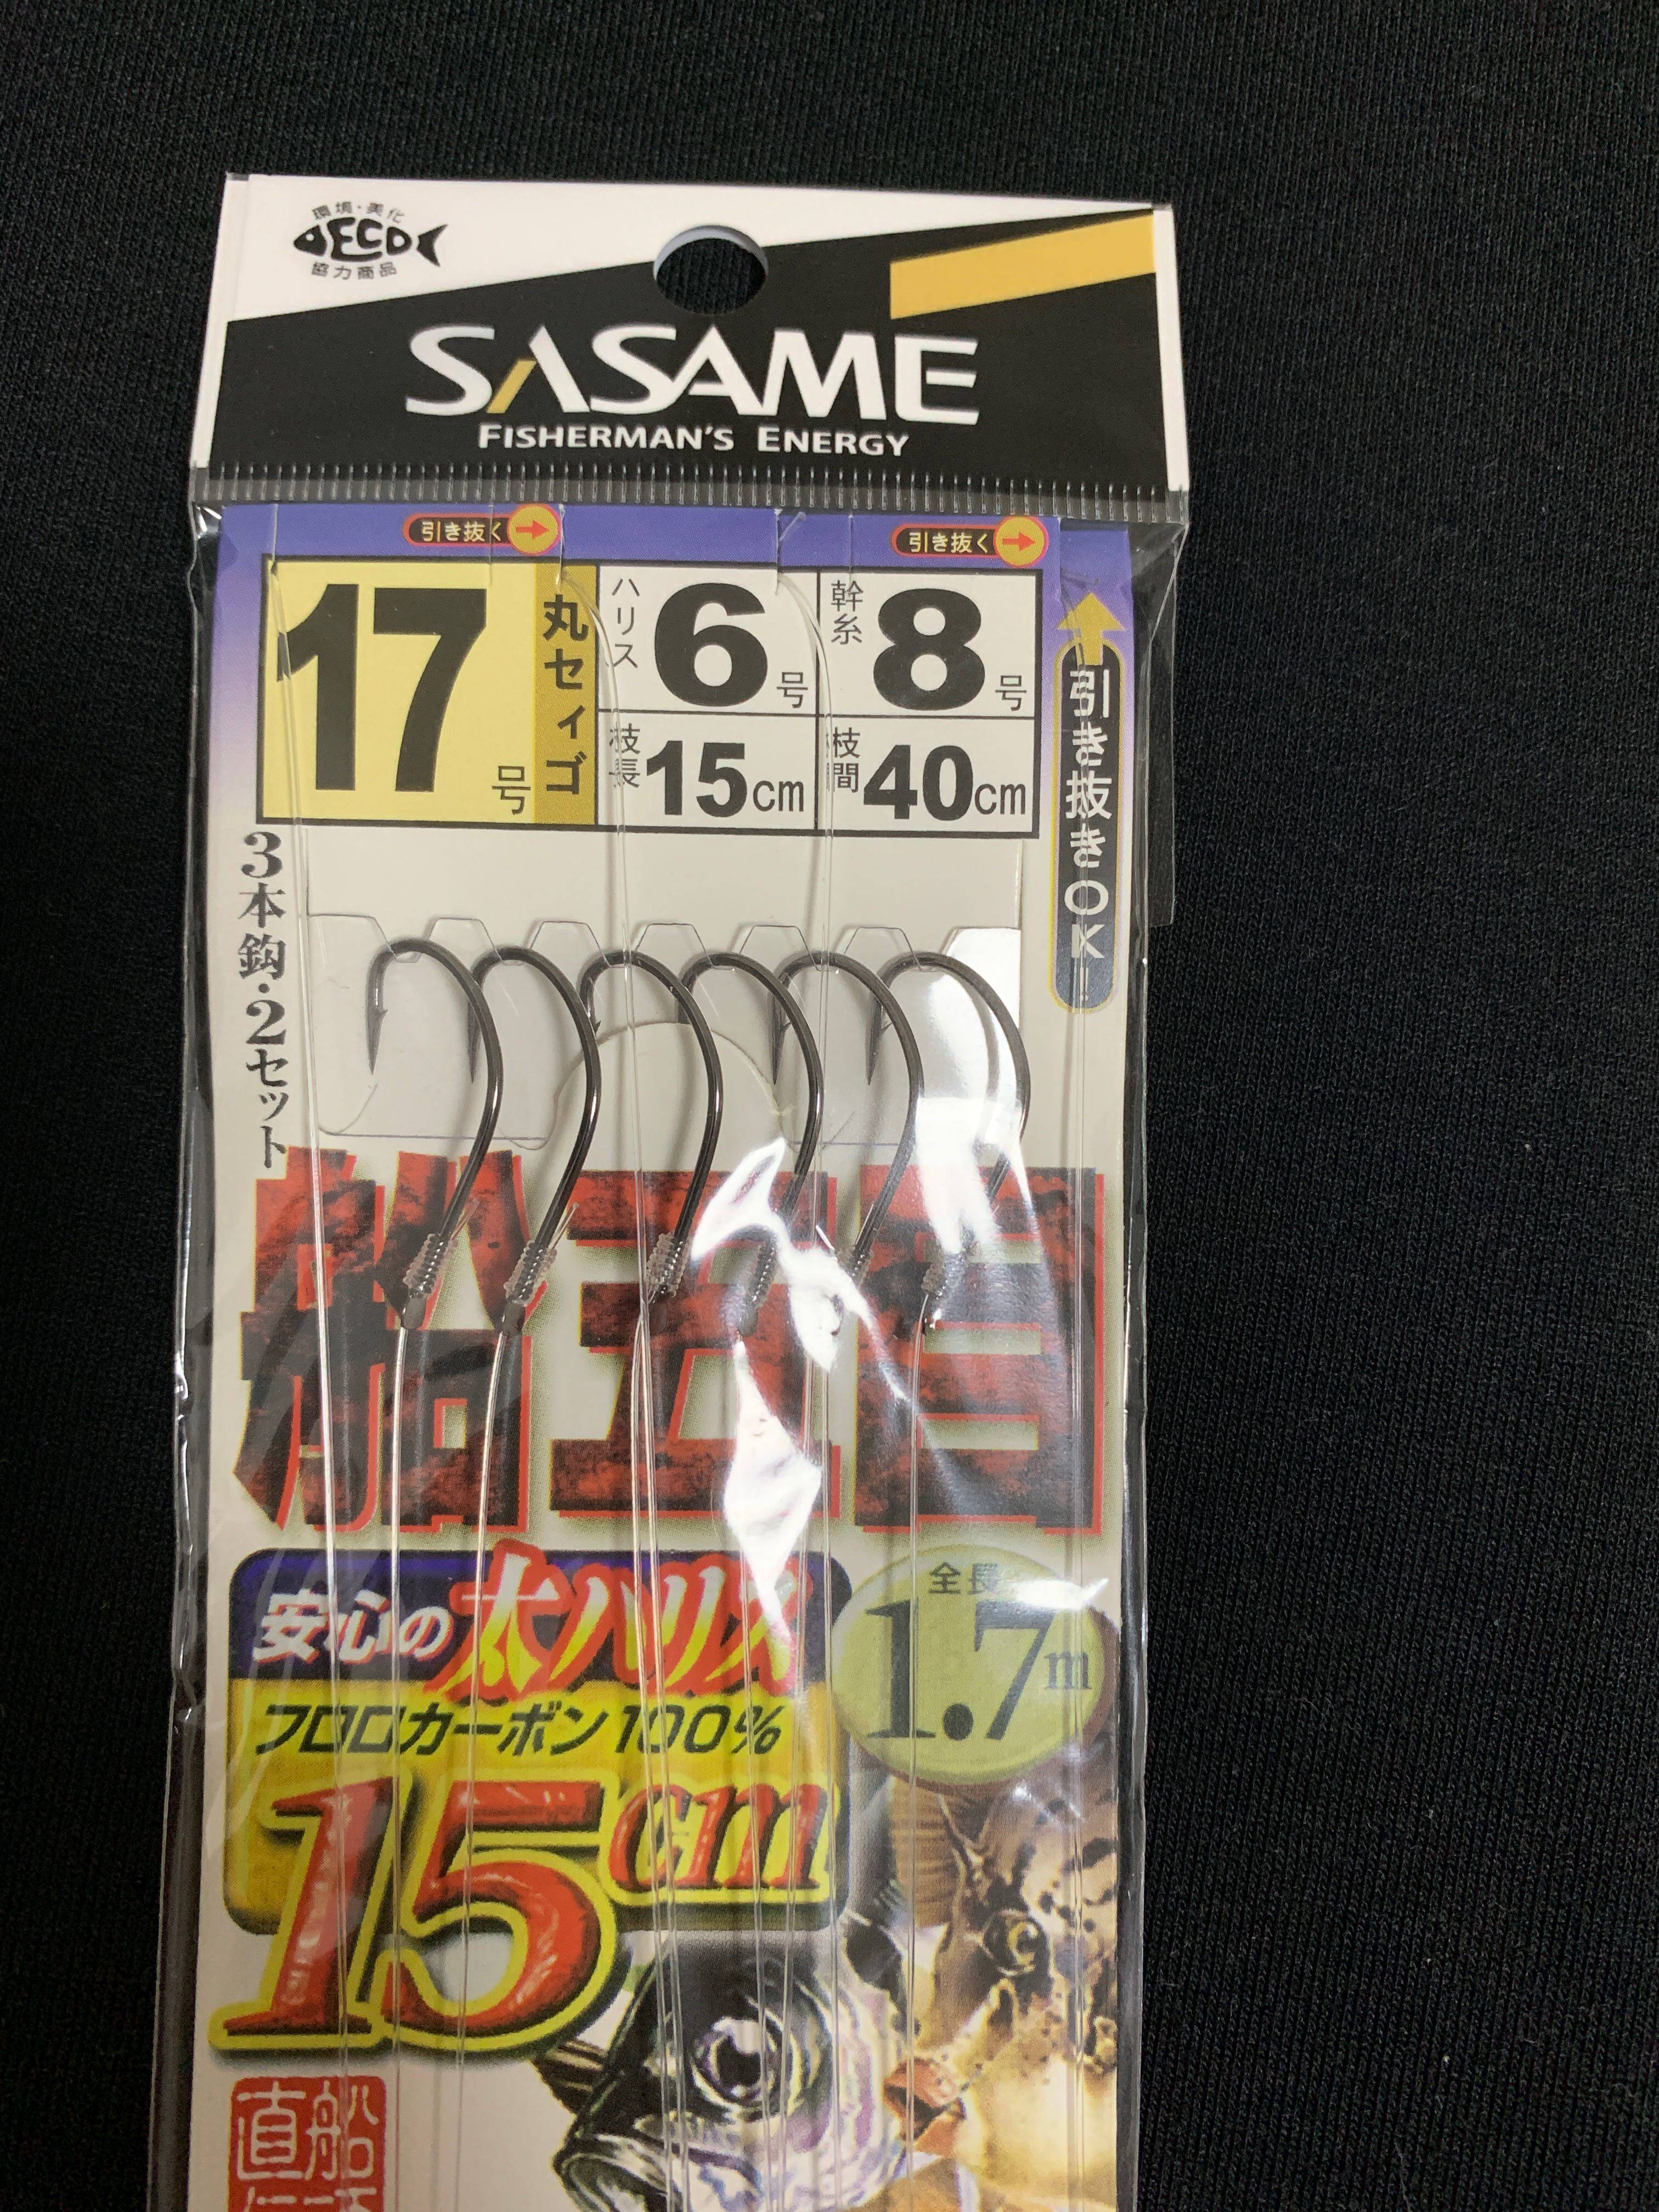 環境・美化
ECO
協力商品
SASAME
FISHERMAN'S ENERGY
引き抜く
引き抜く
17号
丸セイゴ
ハリス 6号
幹糸 8号
枝長 15cm
枝間 40cm
引き抜きOK!
3本鈎・2セット
船五目
安心の太ハリス
全長
1.7m
フロロカーボン100%
15cm
船
直